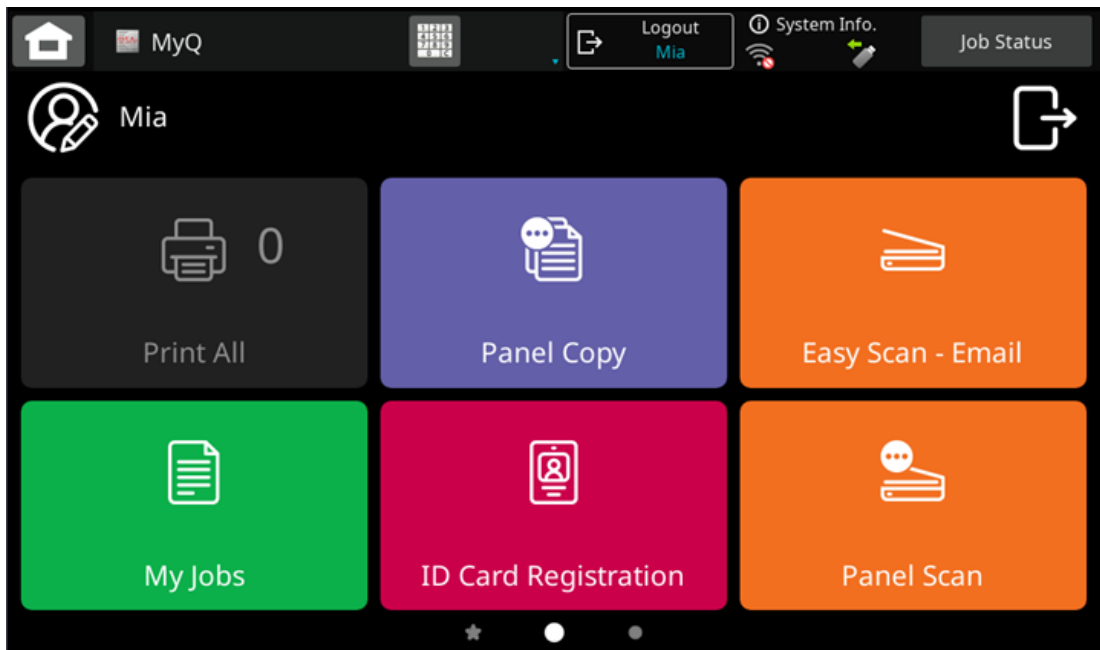 MyQ
Logout
Mia
System Info.
Job Status
Mia
0
Print All
Panel Copy
Easy Scan - Email
My Jobs
ID Card Registration
Panel Scan